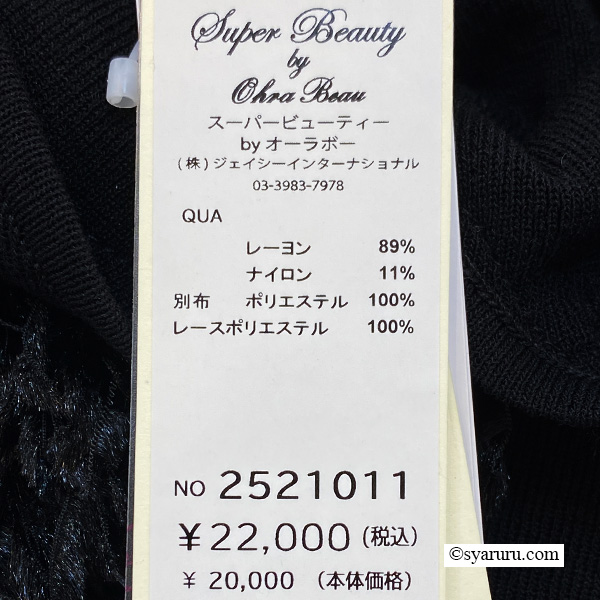 Super Beauty
by
Ohra Beau
スーパービューティー
by オーラボー
(株)ジェイシーインターナショナル
03-3983-7978
QUA
レーヨン 89%
ナイロン 11%
別布 ポリエステル 100%
レースポリエステル 100%
NO 2521011
¥22,000(税込)
¥ 20,000 (本体価格)
©syaruru.com